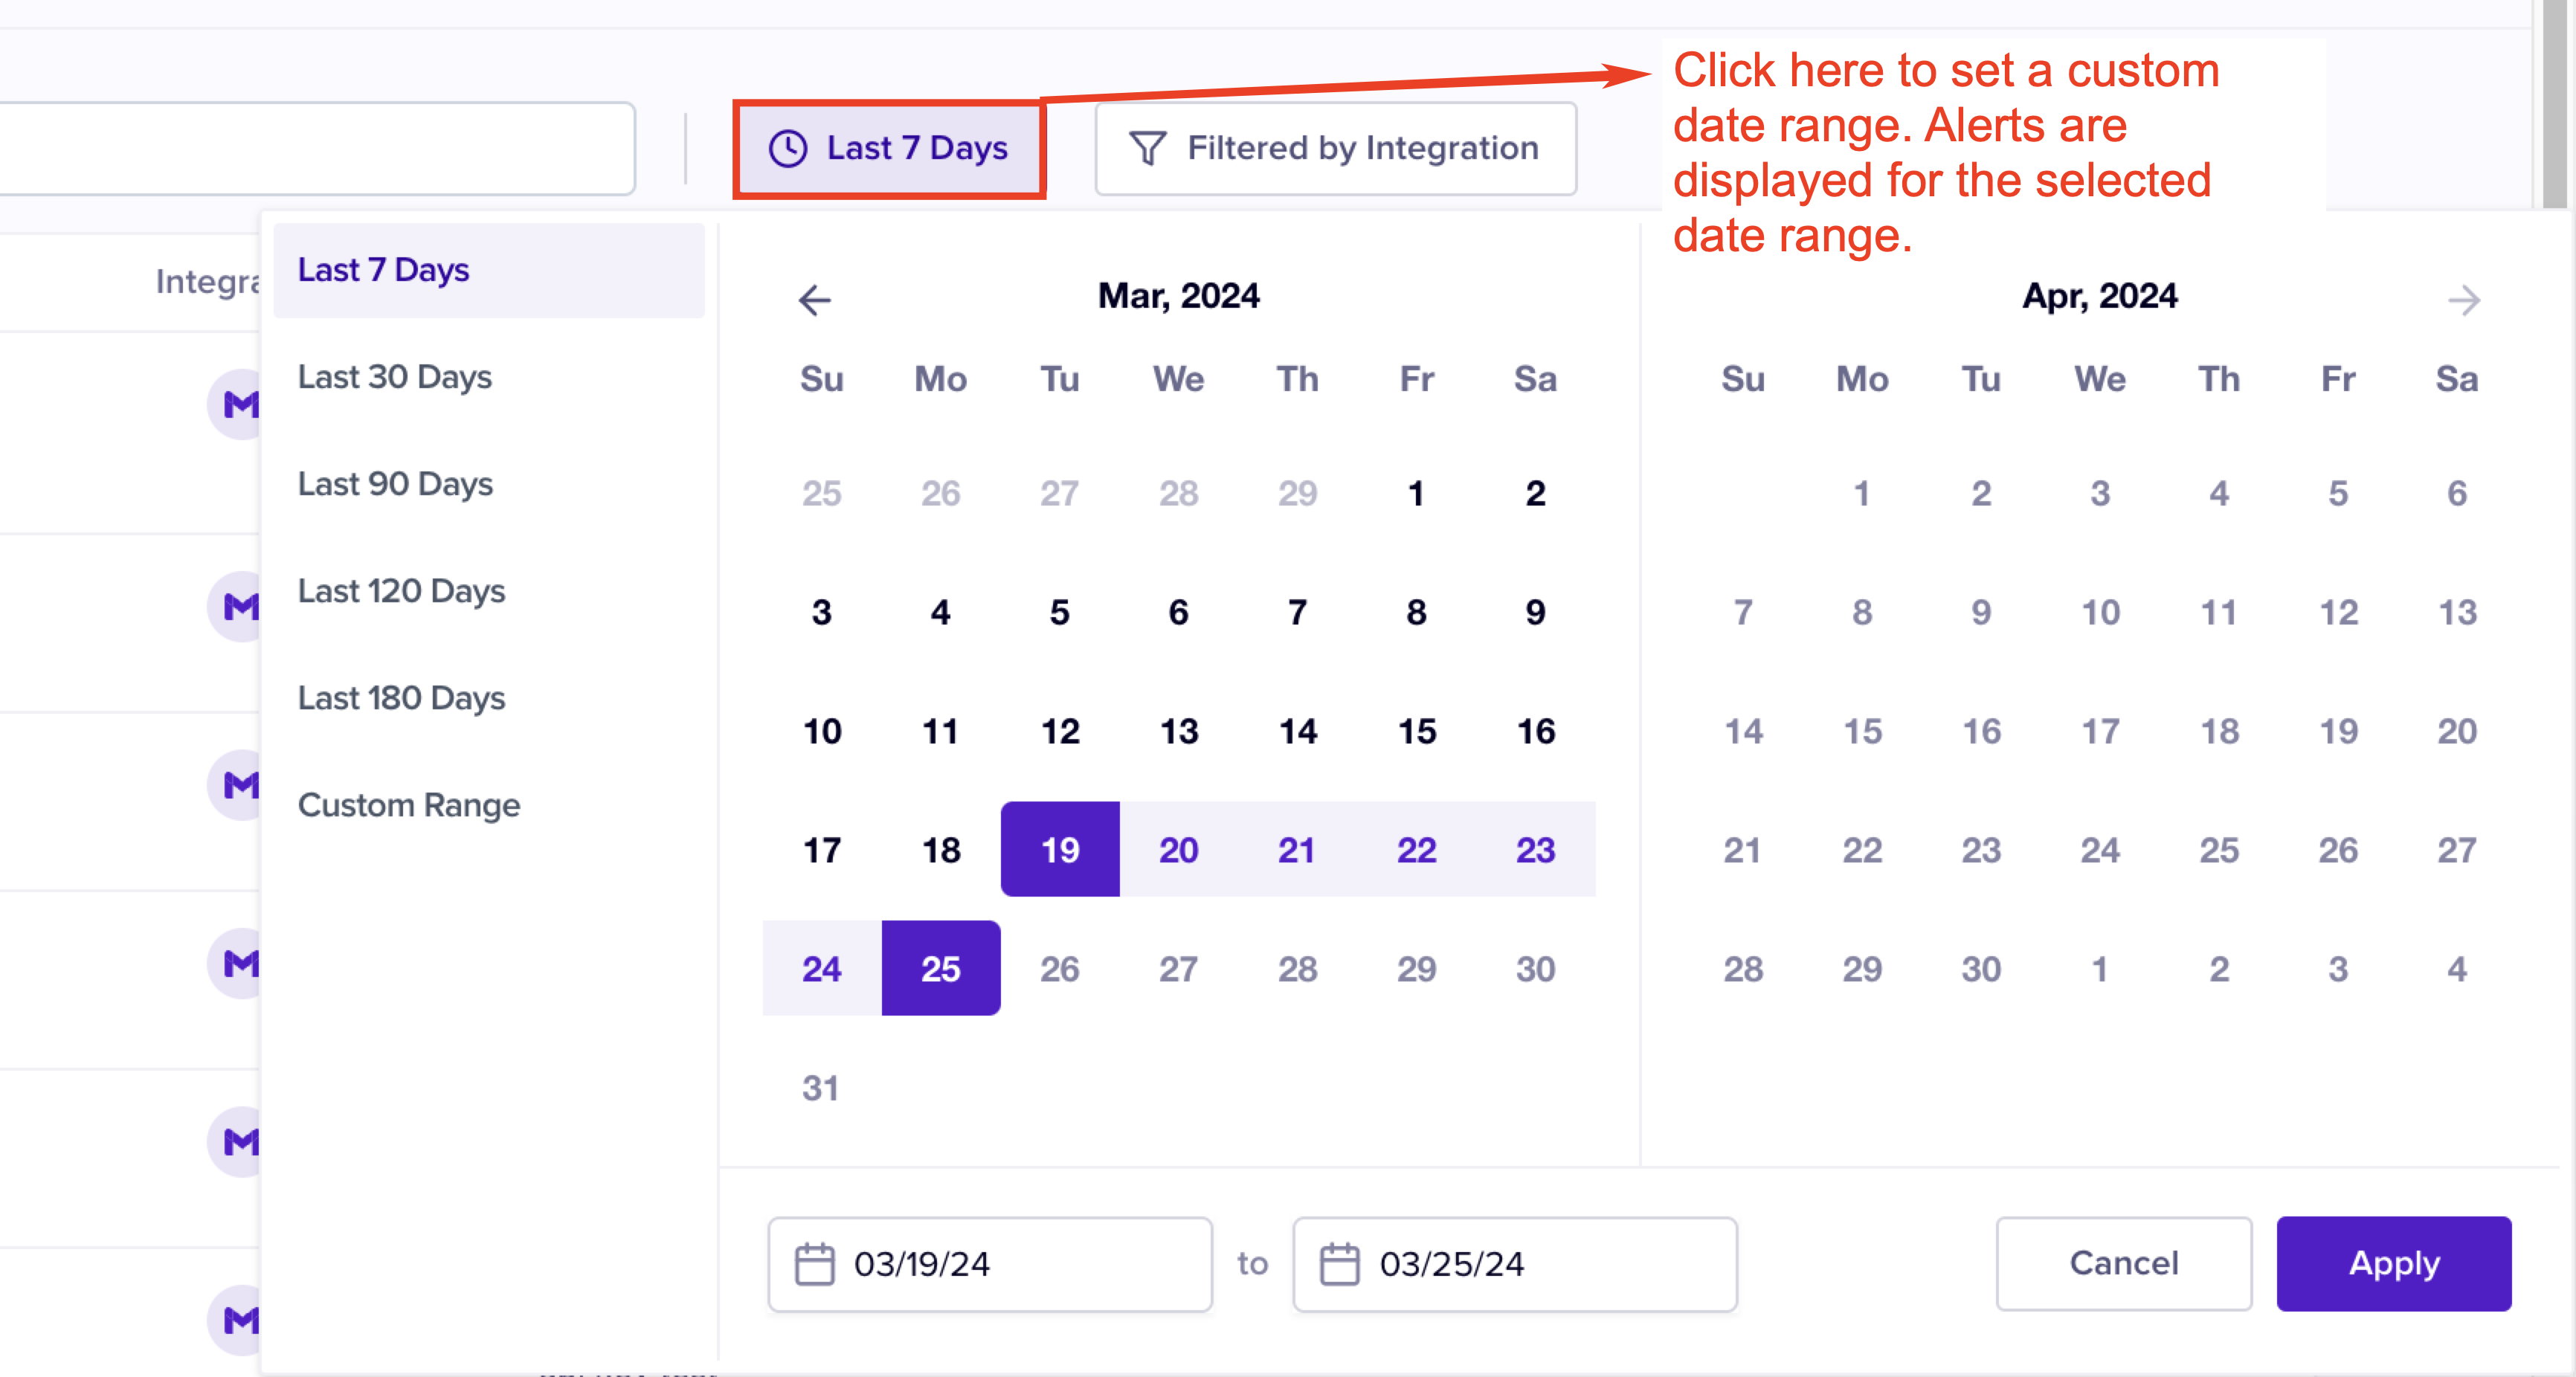 Click here to set a custom
date range. Alerts are
displayed for the selected
date range.
Last 7 Days
Filtered by Integration
Integra
Last 7 Days
Last 30 Days
Last 90 Days
Last 120 Days
Last 180 Days
Custom Range
Mar, 2024
Su Mo Tu We Th Fr Sa
25 26 27 28 29 1 2
3 4 5 6 7 8 9
10 11 12 13 14 15 16
17 18 19 20 21 22 23
24 25 26 27 28 29 30
31
Apr, 2024
Su Mo Tu We Th Fr Sa
1 2 3 4 5 6
7 8 9 10 11 12 13
14 15 16 17 18 19 20
21 22 23 24 25 26 27
28 29 30 1 2 3 4
03/19/24 to 03/25/24
Cancel
Apply